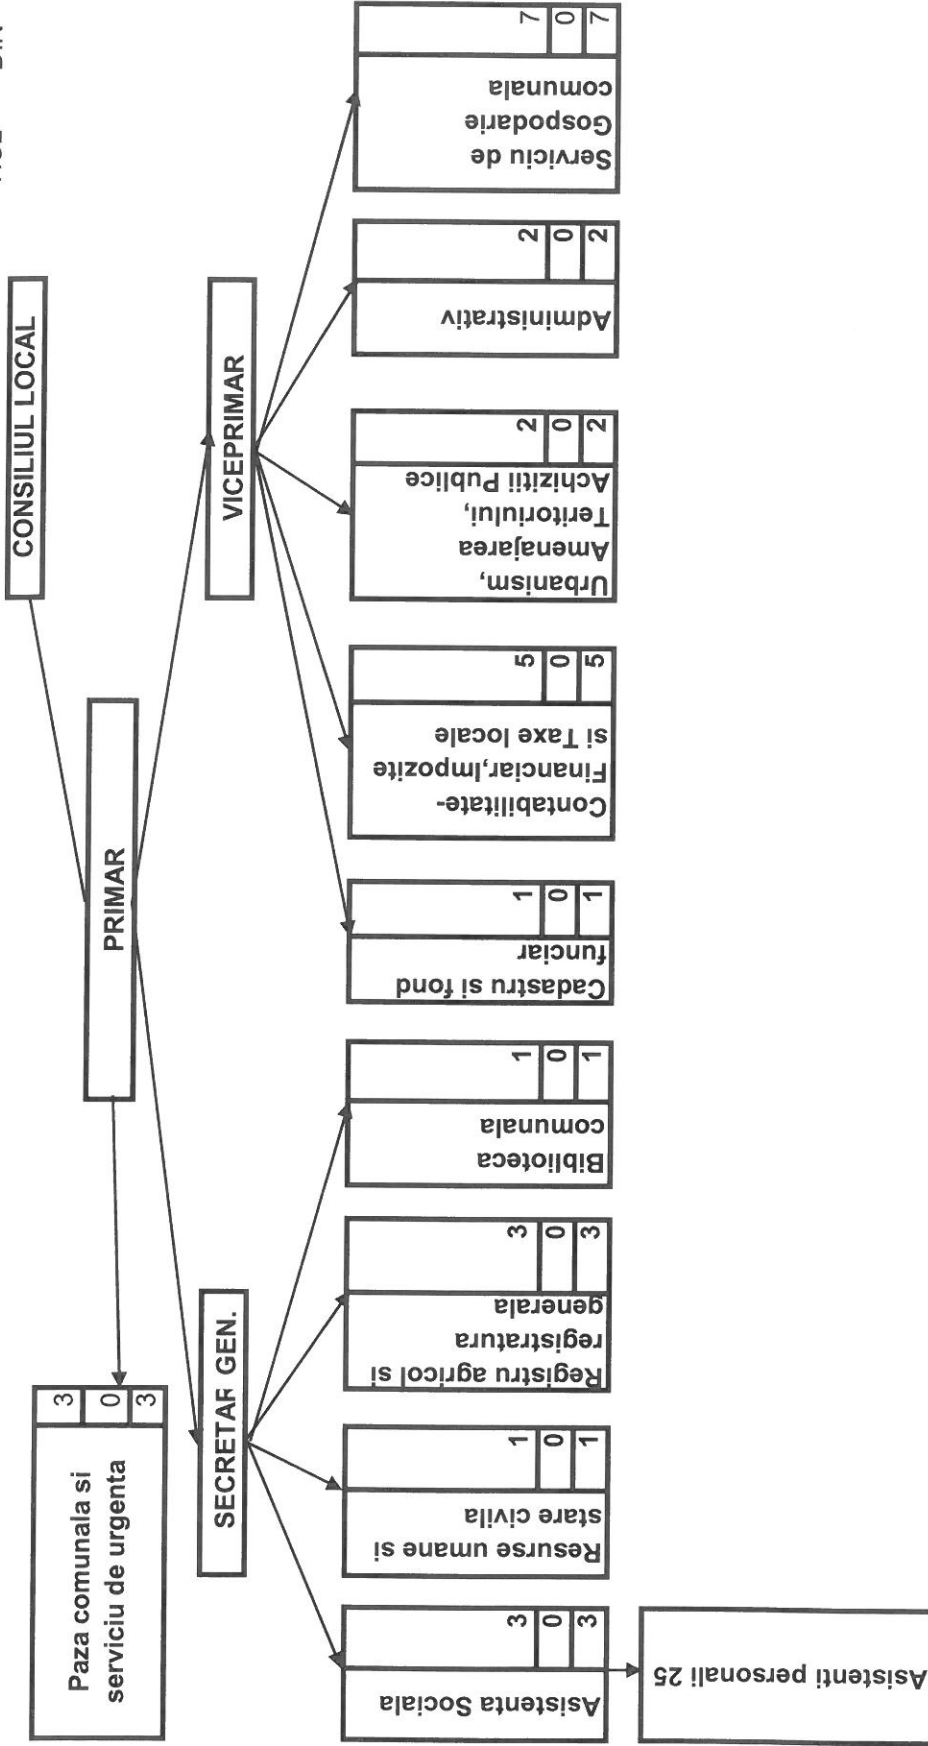 CONSILIUL LOCAL
PRIMAR
Paza comunala si
serviciu de urgenta
3
0
3
SECRETAR GEN.
VICEPRIMAR
Asistenta Sociala
3
0
3
Resurse umane si
stare civila
1
0
1
Registru agricol si
registratura
generala
3
0
3
Biblioteca
comunala
1
0
1
Cadastru si fond
funciar
1
0
1
Contabilitate-
Financiar,Impozite
si Taxe locale
5
0
5
Urbanism,
Amenajarea
Teritoriului,
Achizitii Publice
2
0
2
Administrativ
2
0
2
Serviciu de
Gospodarie
comunala
7
0
7
Asistenti personali 25